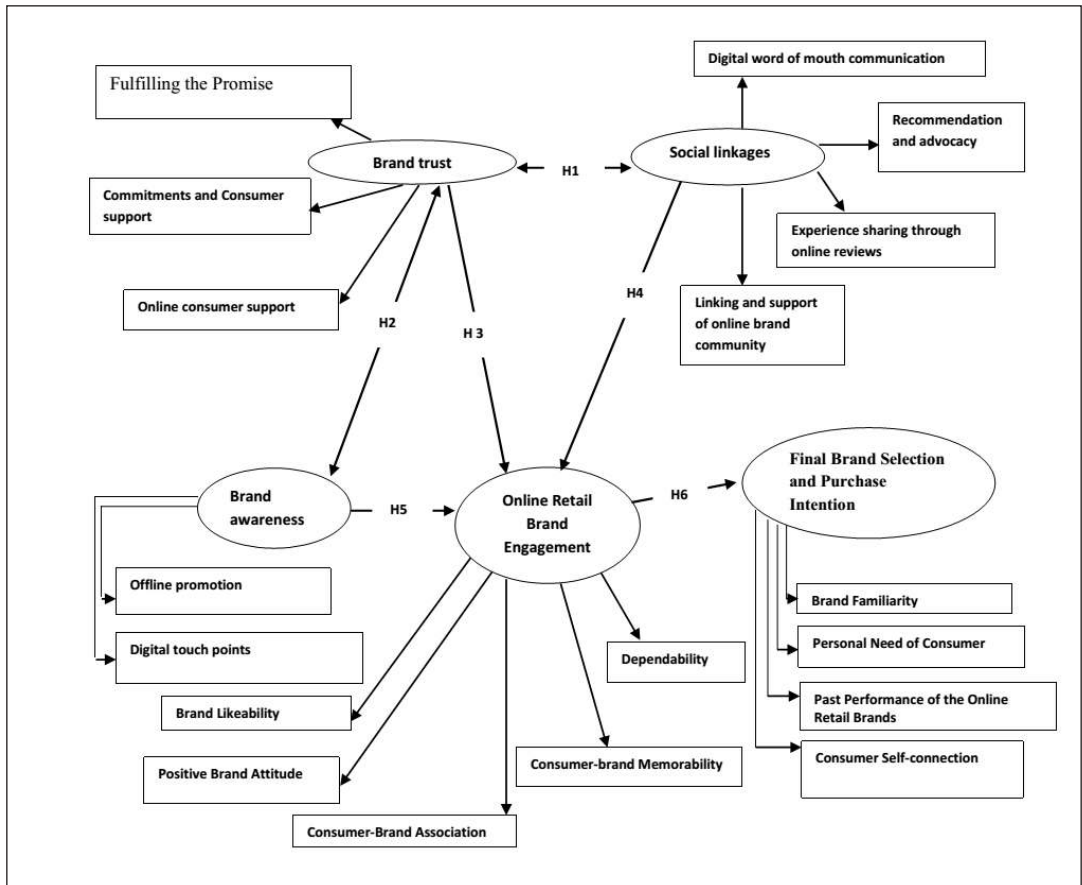 Digital word of mouth communication
Fulfilling the Promise
Recommendation
and advocacy
Brand trust
Social linkages
H1
Commitments and Consumer
support
Experience sharing through
online reviews
Online consumer support
H2
H 3
H4
Linking and support
of online brand
community
Final Brand Selection
and Purchase
Intention
Brand
awareness
H5
Online Retail
Brand
Engagement
H6
Offline promotion
Brand Familiarity
Digital touch points
Dependability
Personal Need of Consumer
Brand Likeability
Past Performance of the Online
Retail Brands
Positive Brand Attitude
Consumer-brand Memorability
Consumer Self-connection
Consumer-Brand Association